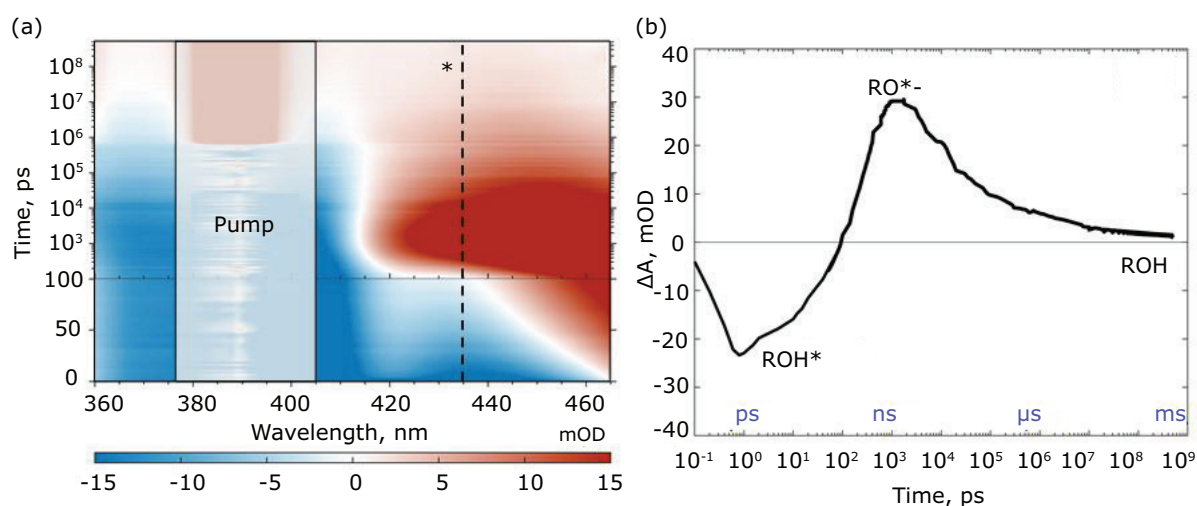 (a)
*
10⁸
10⁷
10⁶
10⁵
10⁴
10³
100
50
0
Time, ps
Pump
360 380 400 420 440 460
Wavelength, nm
mOD
-15 -10 -5 0 5 10 15
(b)
40
30
20
10
0
-10
-20
-30
-40
ΔA, mOD
RO*-
ROH*
ROH
ps ns µs ms
10⁻¹ 10⁰ 10¹ 10² 10³ 10⁴ 10⁵ 10⁶ 10⁷ 10⁸ 10⁹
Time, ps